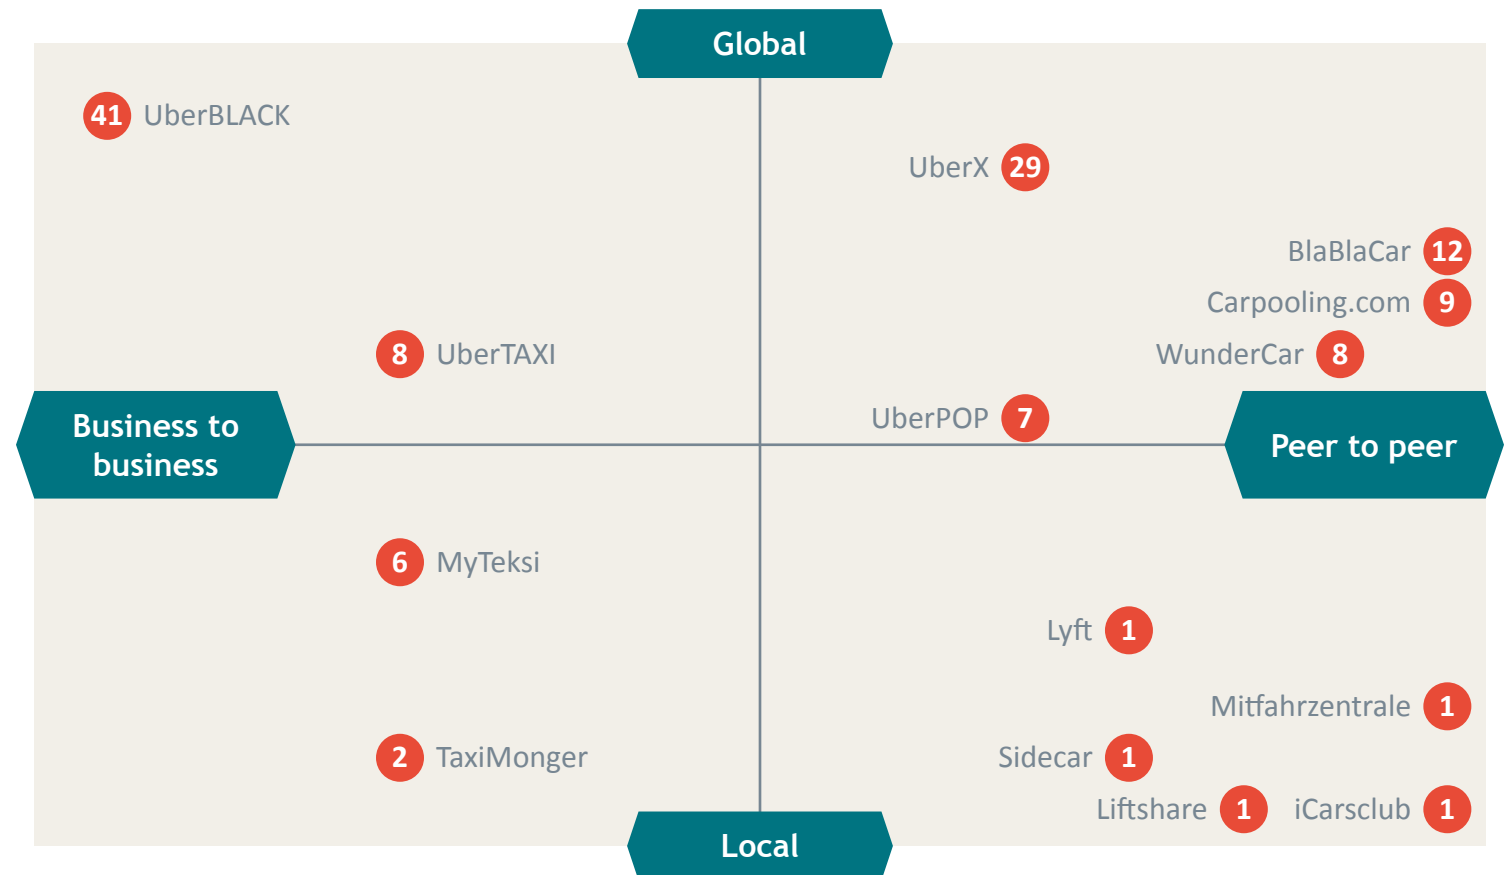 Global
41 UberBLACK
UberX 29
BlaBlaCar 12
Carpooling.com 9
8 UberTAXI
WunderCar 8
UberPOP 7
Business to
business
Peer to peer
6 MyTeksi
Lyft 1
Mitfahrzentrale 1
2 TaxiMonger
Sidecar 1
Liftshare 1
iCarsclub 1
Local